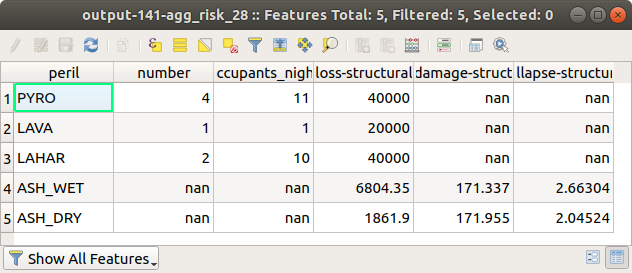 output-141-agg_risk_28 :: Features Total: 5, Filtered: 5, Selected: 0
peril number ccupants_nigh loss-structural damage-struct llapse-structur
1 PYRO 4 11 40000 nan nan
2 LAVA 1 1 20000 nan nan
3 LAHAR 2 10 40000 nan nan
4 ASH_WET nan nan 6804.35 171.337 2.66304
5 ASH_DRY nan nan 1861.9 171.955 2.04524
Show All Features